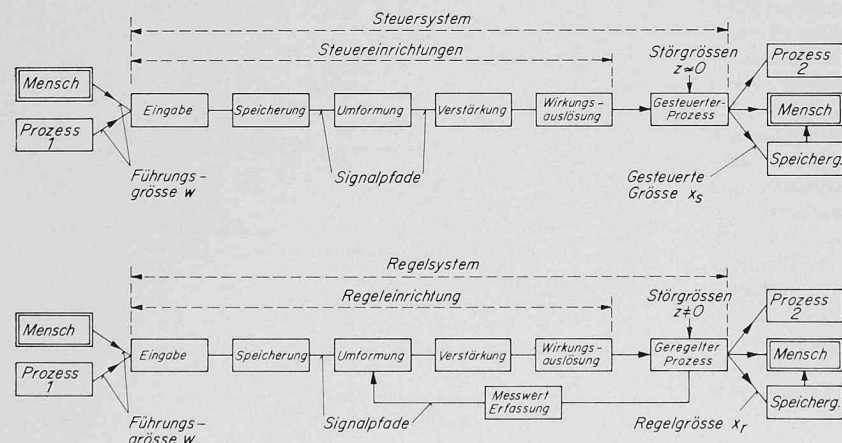 Steuersystem
Steuereinrichtungen
Störgrössen
z≈0
Prozess
2
Mensch
Prozess
1
Eingabe
Speicherung
Umformung
Verstärkung
Wirkungs-
auslösung
Gesteuerter-
Prozess
Mensch
Speicherg.
Führungs-
grösse w
Signalpfade
Gesteuerte
Grösse xs
Regelsystem
Regeleinrichtung
Störgrössen
z≠0
Prozess
2
Mensch
Prozess
1
Eingabe
Speicherung
Umformung
Verstärkung
Wirkungs-
auslösung
Geregelter
Prozess
Mensch
Speicherg.
Messwert
Erfassung
Führungs-
grösse w
Signalpfade
Regelgrösse xr